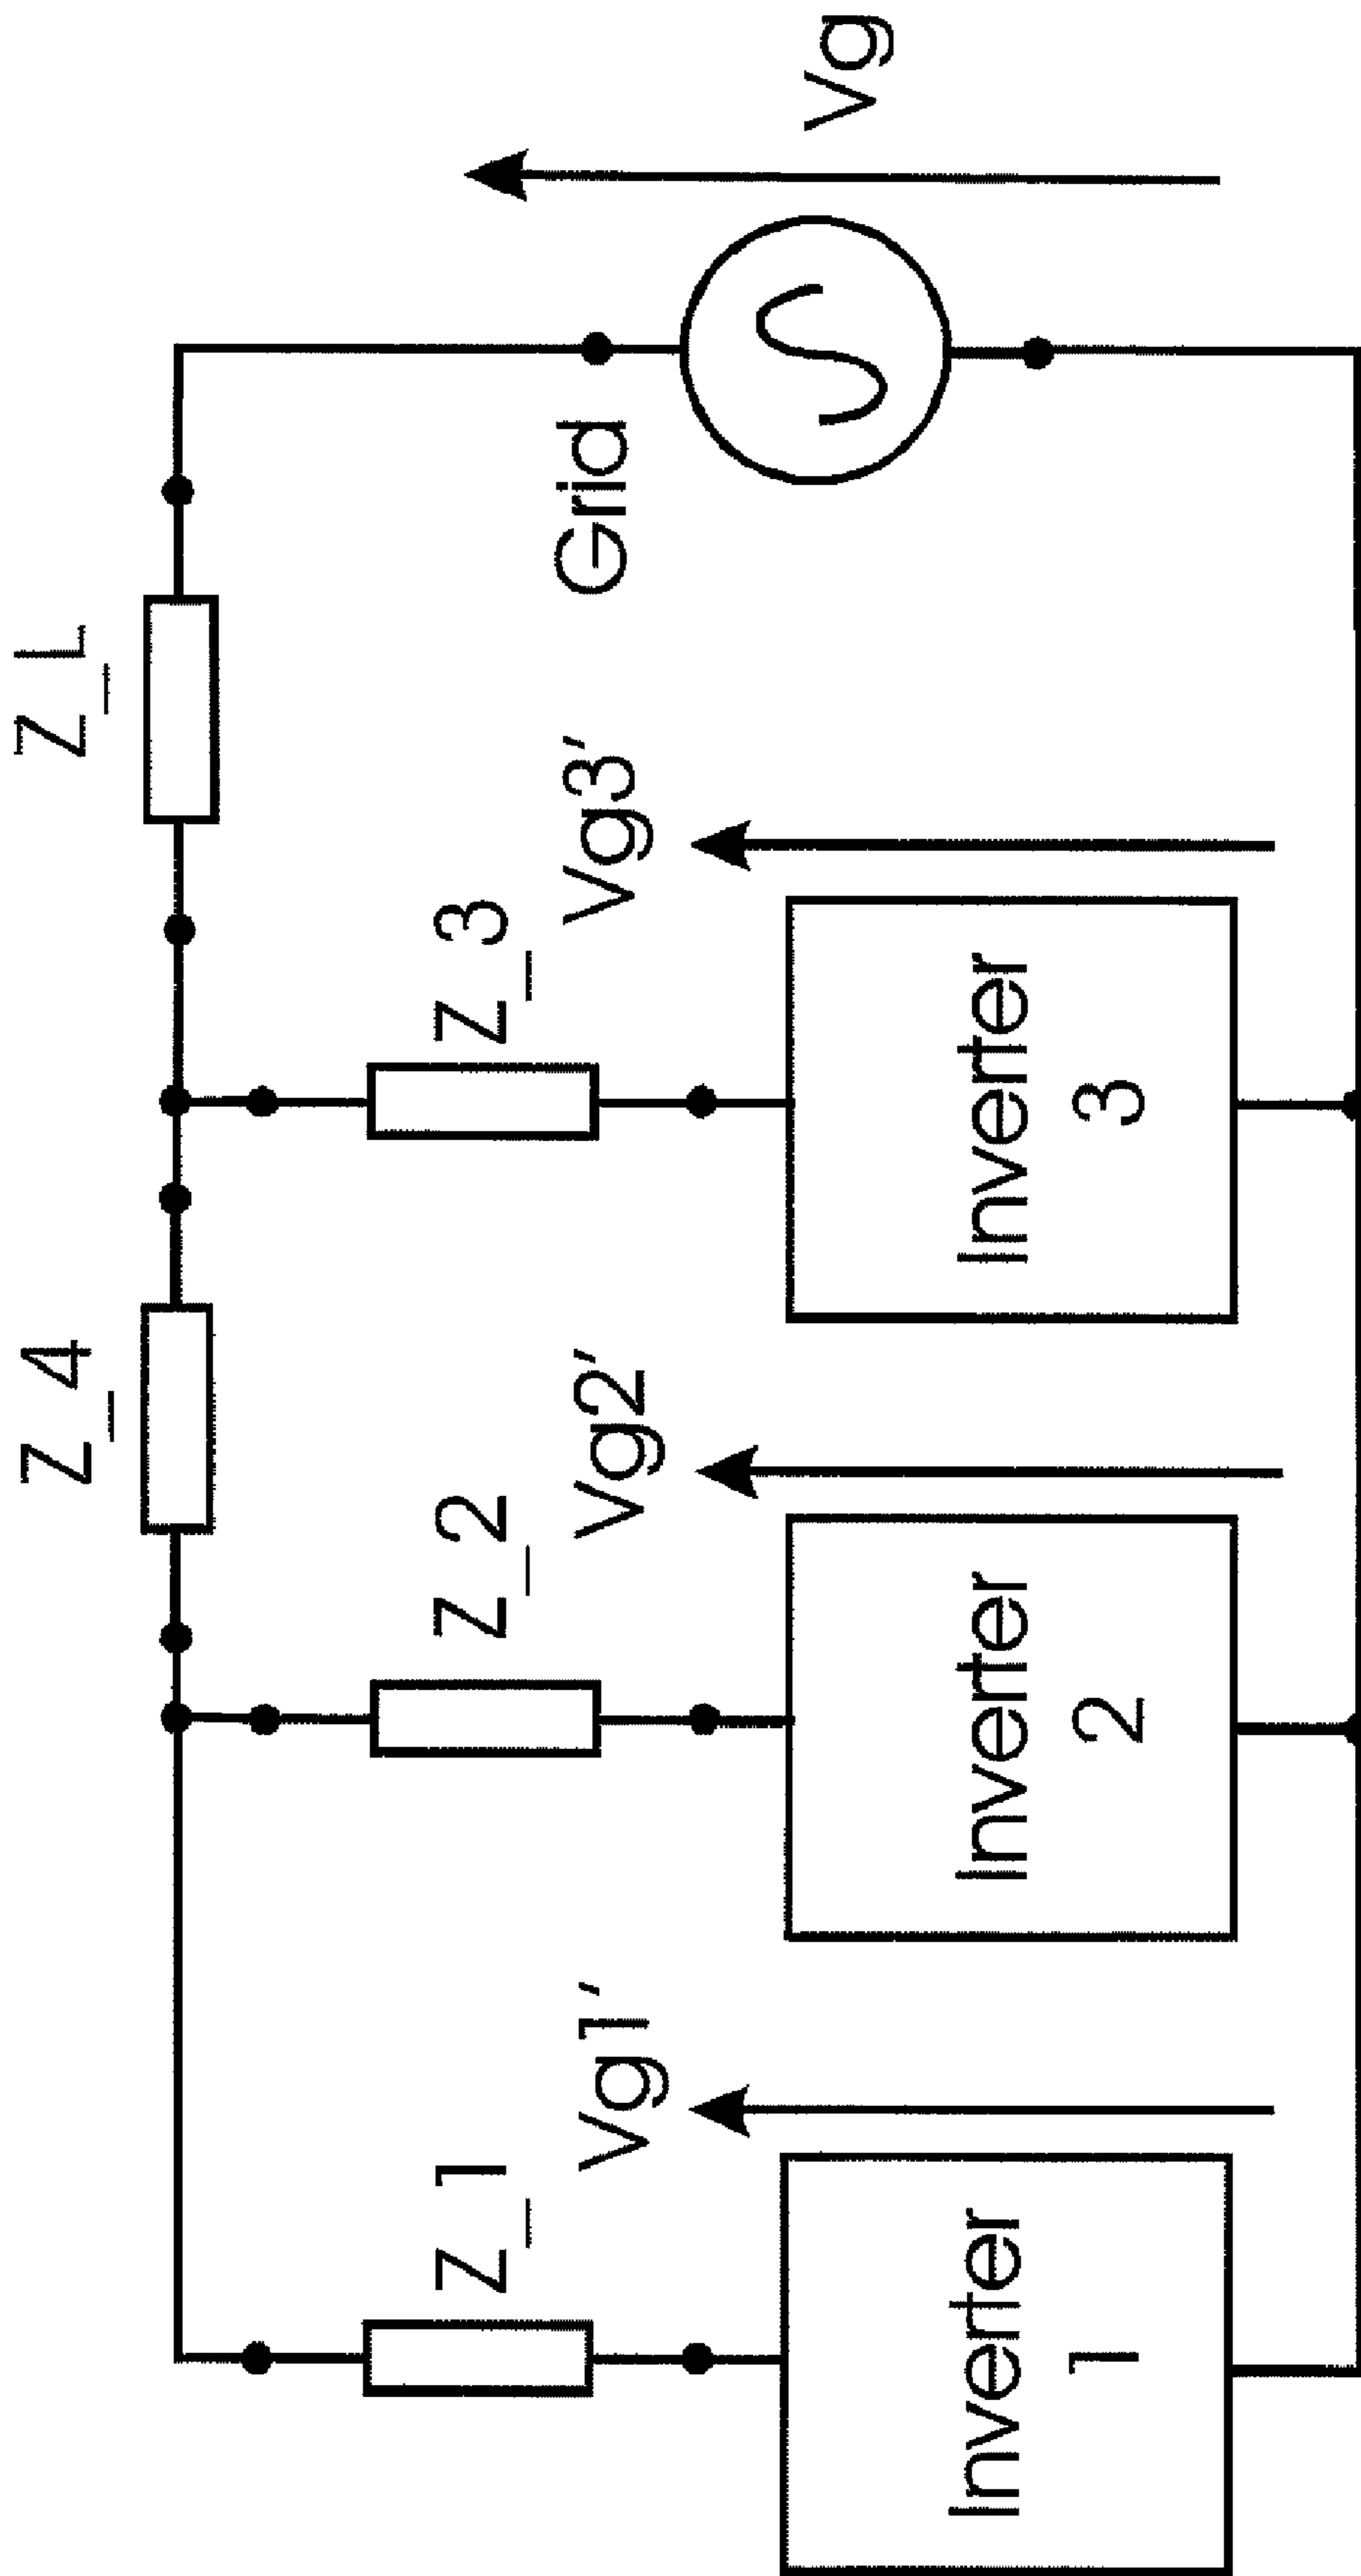 Z_4
Z_L
Z_1
Z_2
Z_3
Vg1'
Vg2'
Vg3'
Grid
Vg
Inverter
1
Inverter
2
Inverter
3